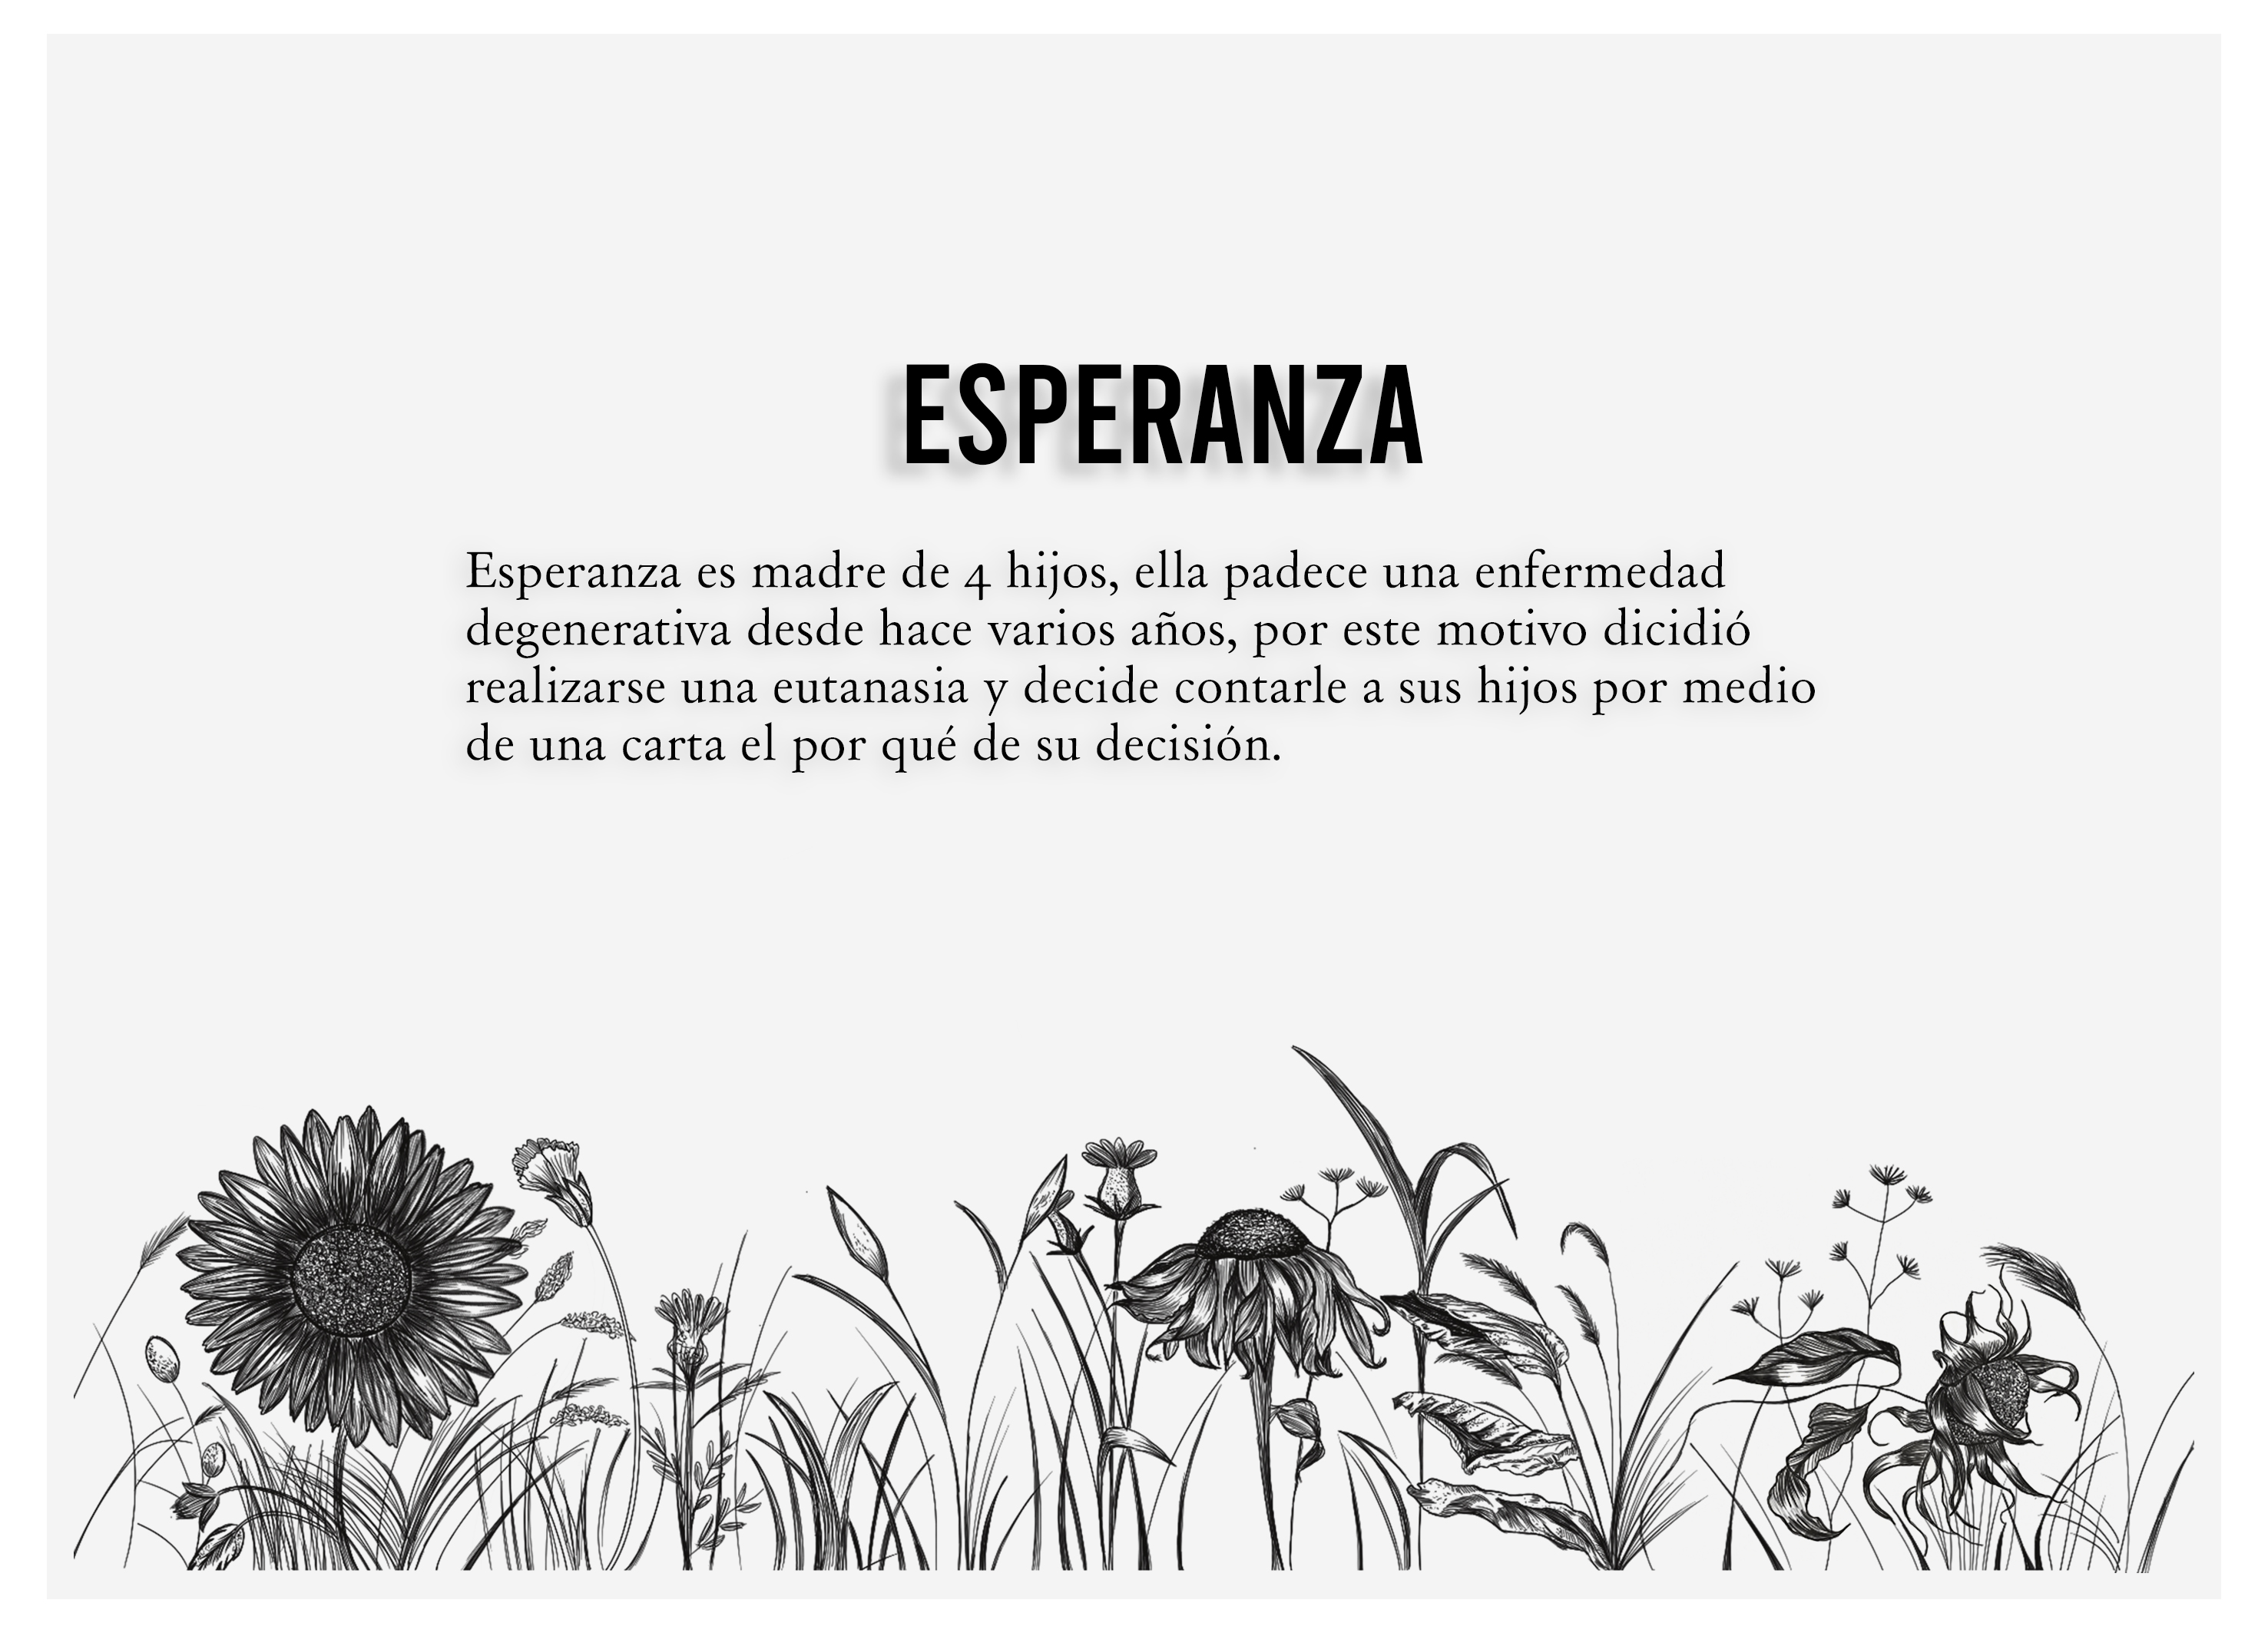 ESPERANZA
Esperanza es madre de 4 hijos, ella padece una enfermedad
degenerativa desde hace varios años, por este motivo dicidió
realizarse una eutanasia y decide contarle a sus hijos por medio
de una carta el por qué de su decisión.